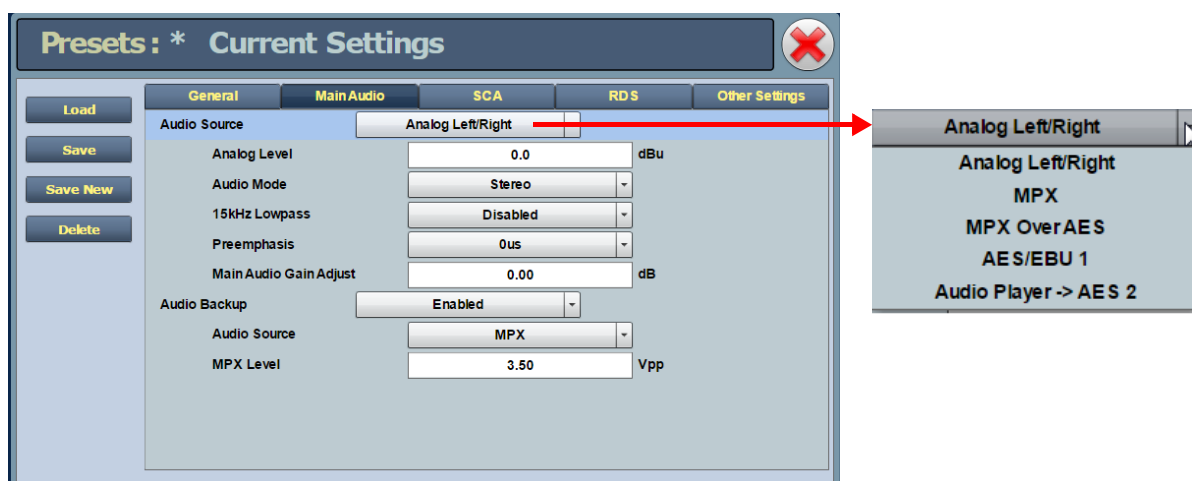 Presets: * Current Settings
Load
Save
Save New
Delete
General Main Audio SCA RDS Other Settings
Audio Source Analog Left/Right
Analog Level 0.0 dBu
Audio Mode Stereo
15kHz Lowpass Disabled
Preemphasis 0us
Main Audio Gain Adjust 0.00 dB
Audio Backup Enabled
Audio Source MPX
MPX Level 3.50 Vpp
Analog Left/Right
Analog Left/Right
MPX
MPX Over AES
AES/EBU 1
Audio Player -> AES 2